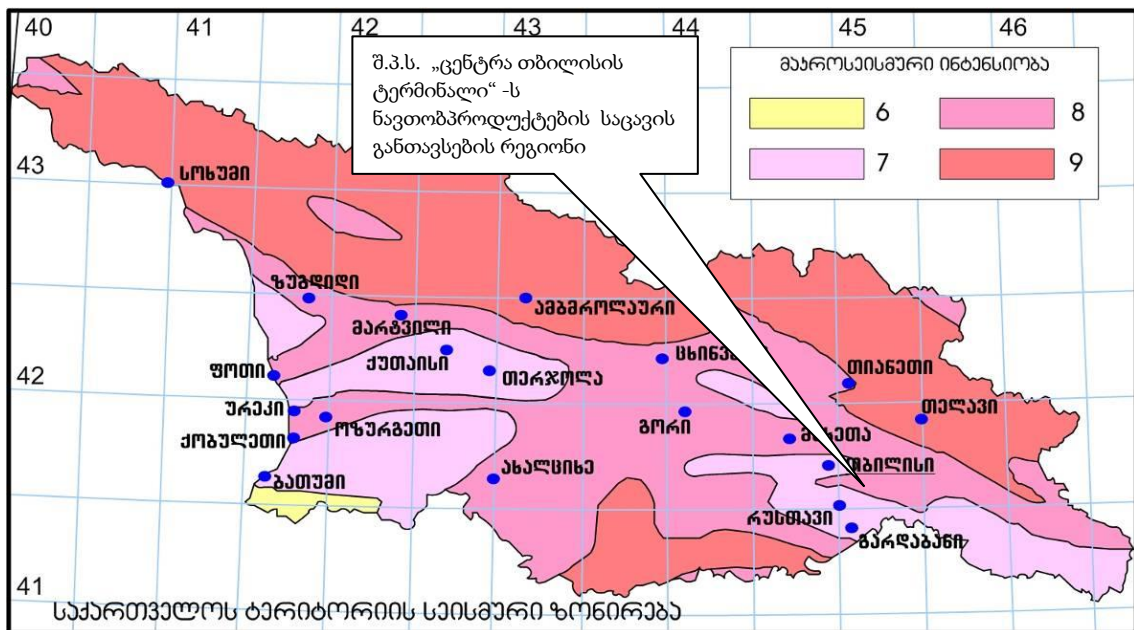 40 41 42 43 44 45 46
შ.პ.ს. „ცენტრა თბილისის
ტერმინალი“ -ს
ნავთობპროდუქტების საცავის
განთავსების რეგიონი
მაკროსეისმური ინტენსიობა
6 8
7 9
43
სოხუმი
ზუგდიდი
ამბმროლაური
მარტვილი
ქუთაისი
თერჯოლა
თიანეთი
ფოთი
42
ურეკი
ოზურგეთი
გორი
თელავი
ქობულეთი
ახალციხე
თბილისი
ბათუმი
რუსთავი
გარდაბანი
41
საქართველოს ტერიტორიის სეისმური ზონირება